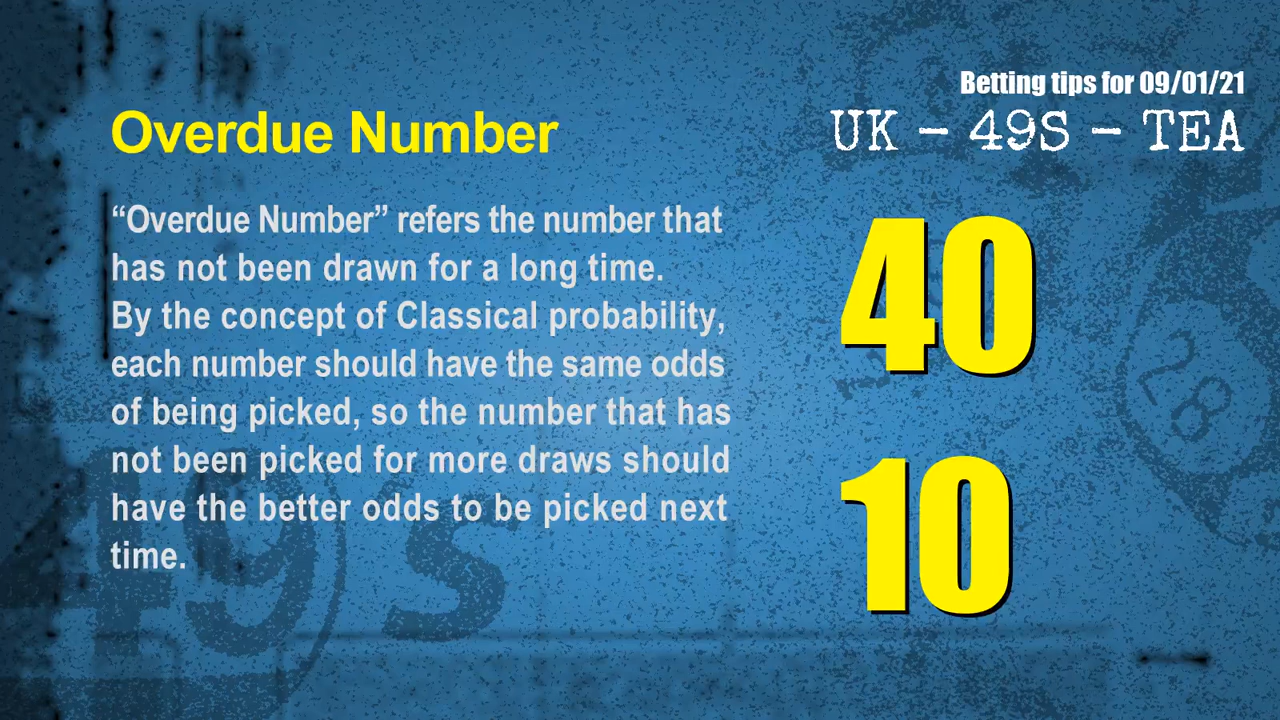 Betting tips for 09/01/21
UK - 49S - TEA
Overdue Number
“Overdue Number” refers the number that
has not been drawn for a long time.
By the concept of Classical probability,
each number should have the same odds
of being picked, so the number that has
not been picked for more draws should
have the better odds to be picked next
time.
40
10
28
49 s